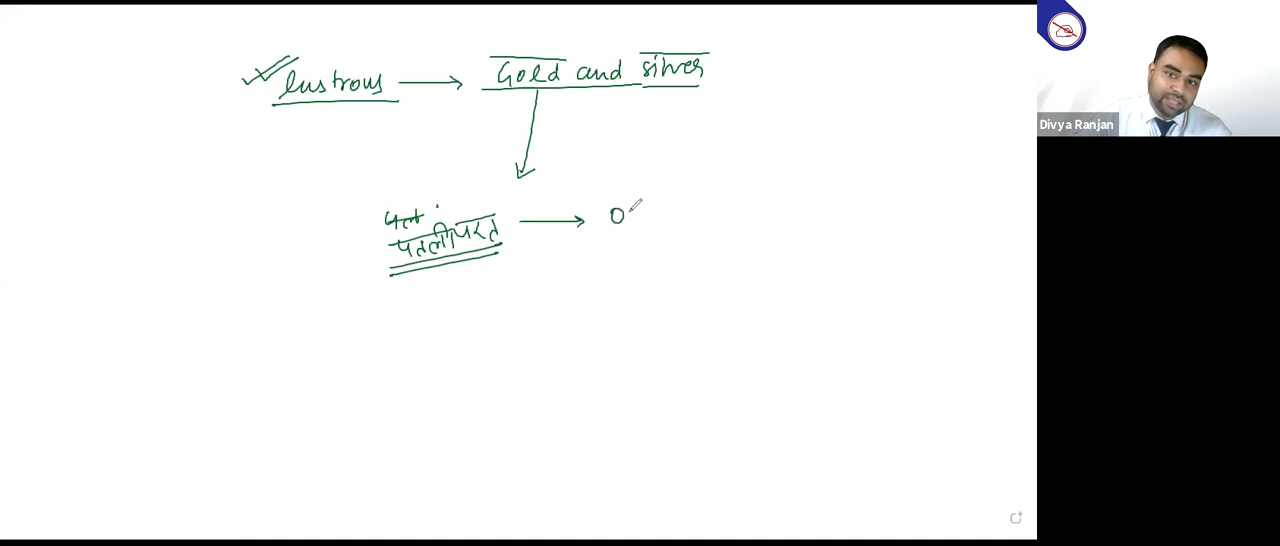 lustrous → Gold and silver
Divya Ranjan
पतली परत → O